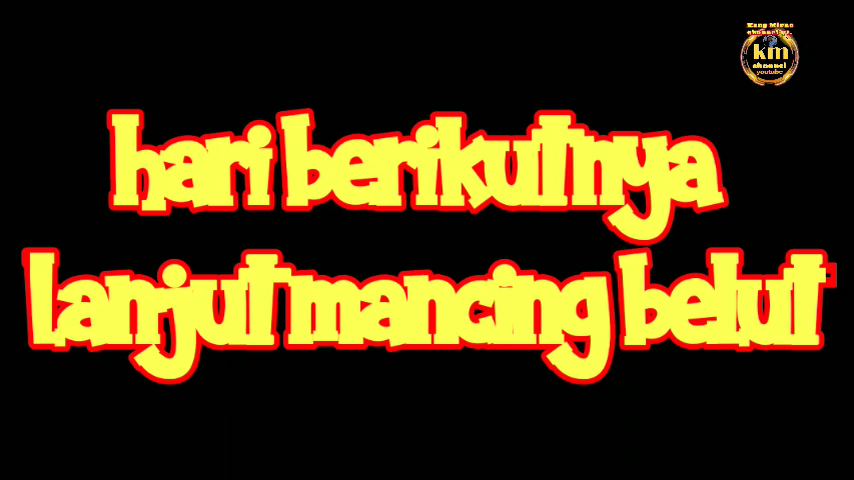 km
channel
youtube
hari berikutnya
lanjut mancing belut